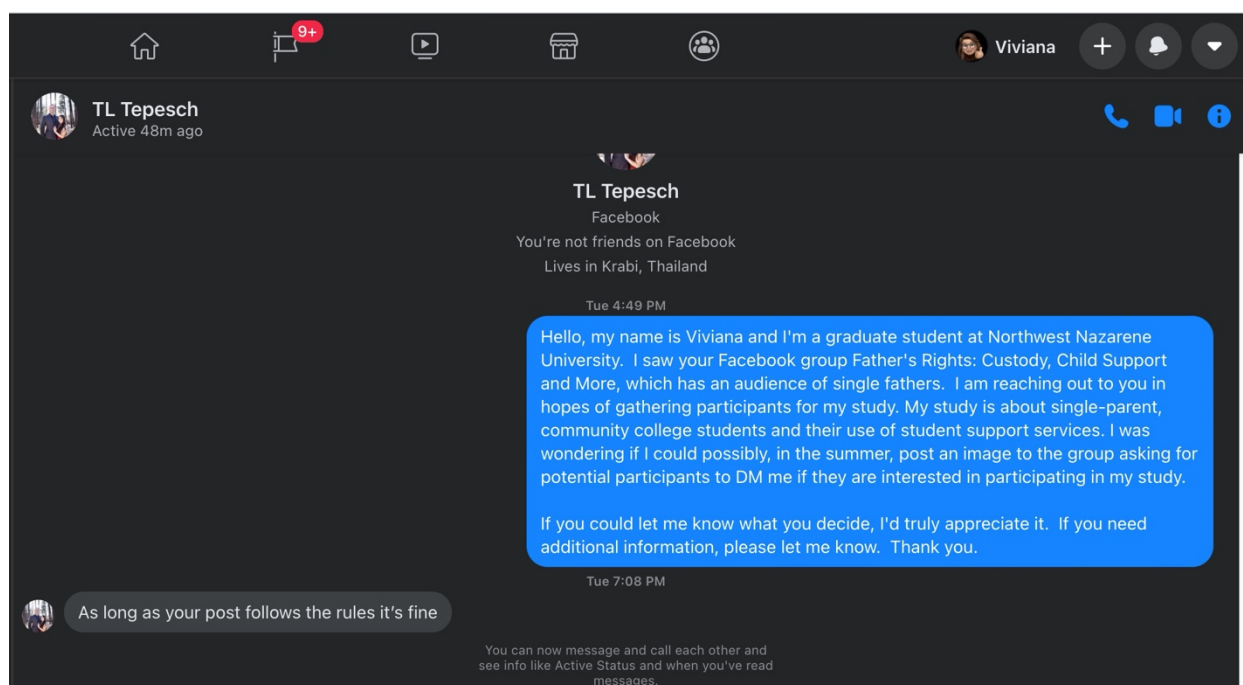 9+
Viviana
TL Tepesch
Active 48m ago
TL Tepesch
Facebook
You're not friends on Facebook
Lives in Krabi, Thailand
Tue 4:49 PM
Hello, my name is Viviana and I'm a graduate student at Northwest Nazarene
University.  I saw your Facebook group Father's Rights: Custody, Child Support
and More, which has an audience of single fathers.  I am reaching out to you in
hopes of gathering participants for my study. My study is about single-parent,
community college students and their use of student support services. I was
wondering if I could possibly, in the summer, post an image to the group asking for
potential participants to DM me if they are interested in participating in my study.
If you could let me know what you decide, I'd truly appreciate it.  If you need
additional information, please let me know.  Thank you.
Tue 7:08 PM
As long as your post follows the rules it’s fine
You can now message and call each other and
see info like Active Status and when you've read
messages.